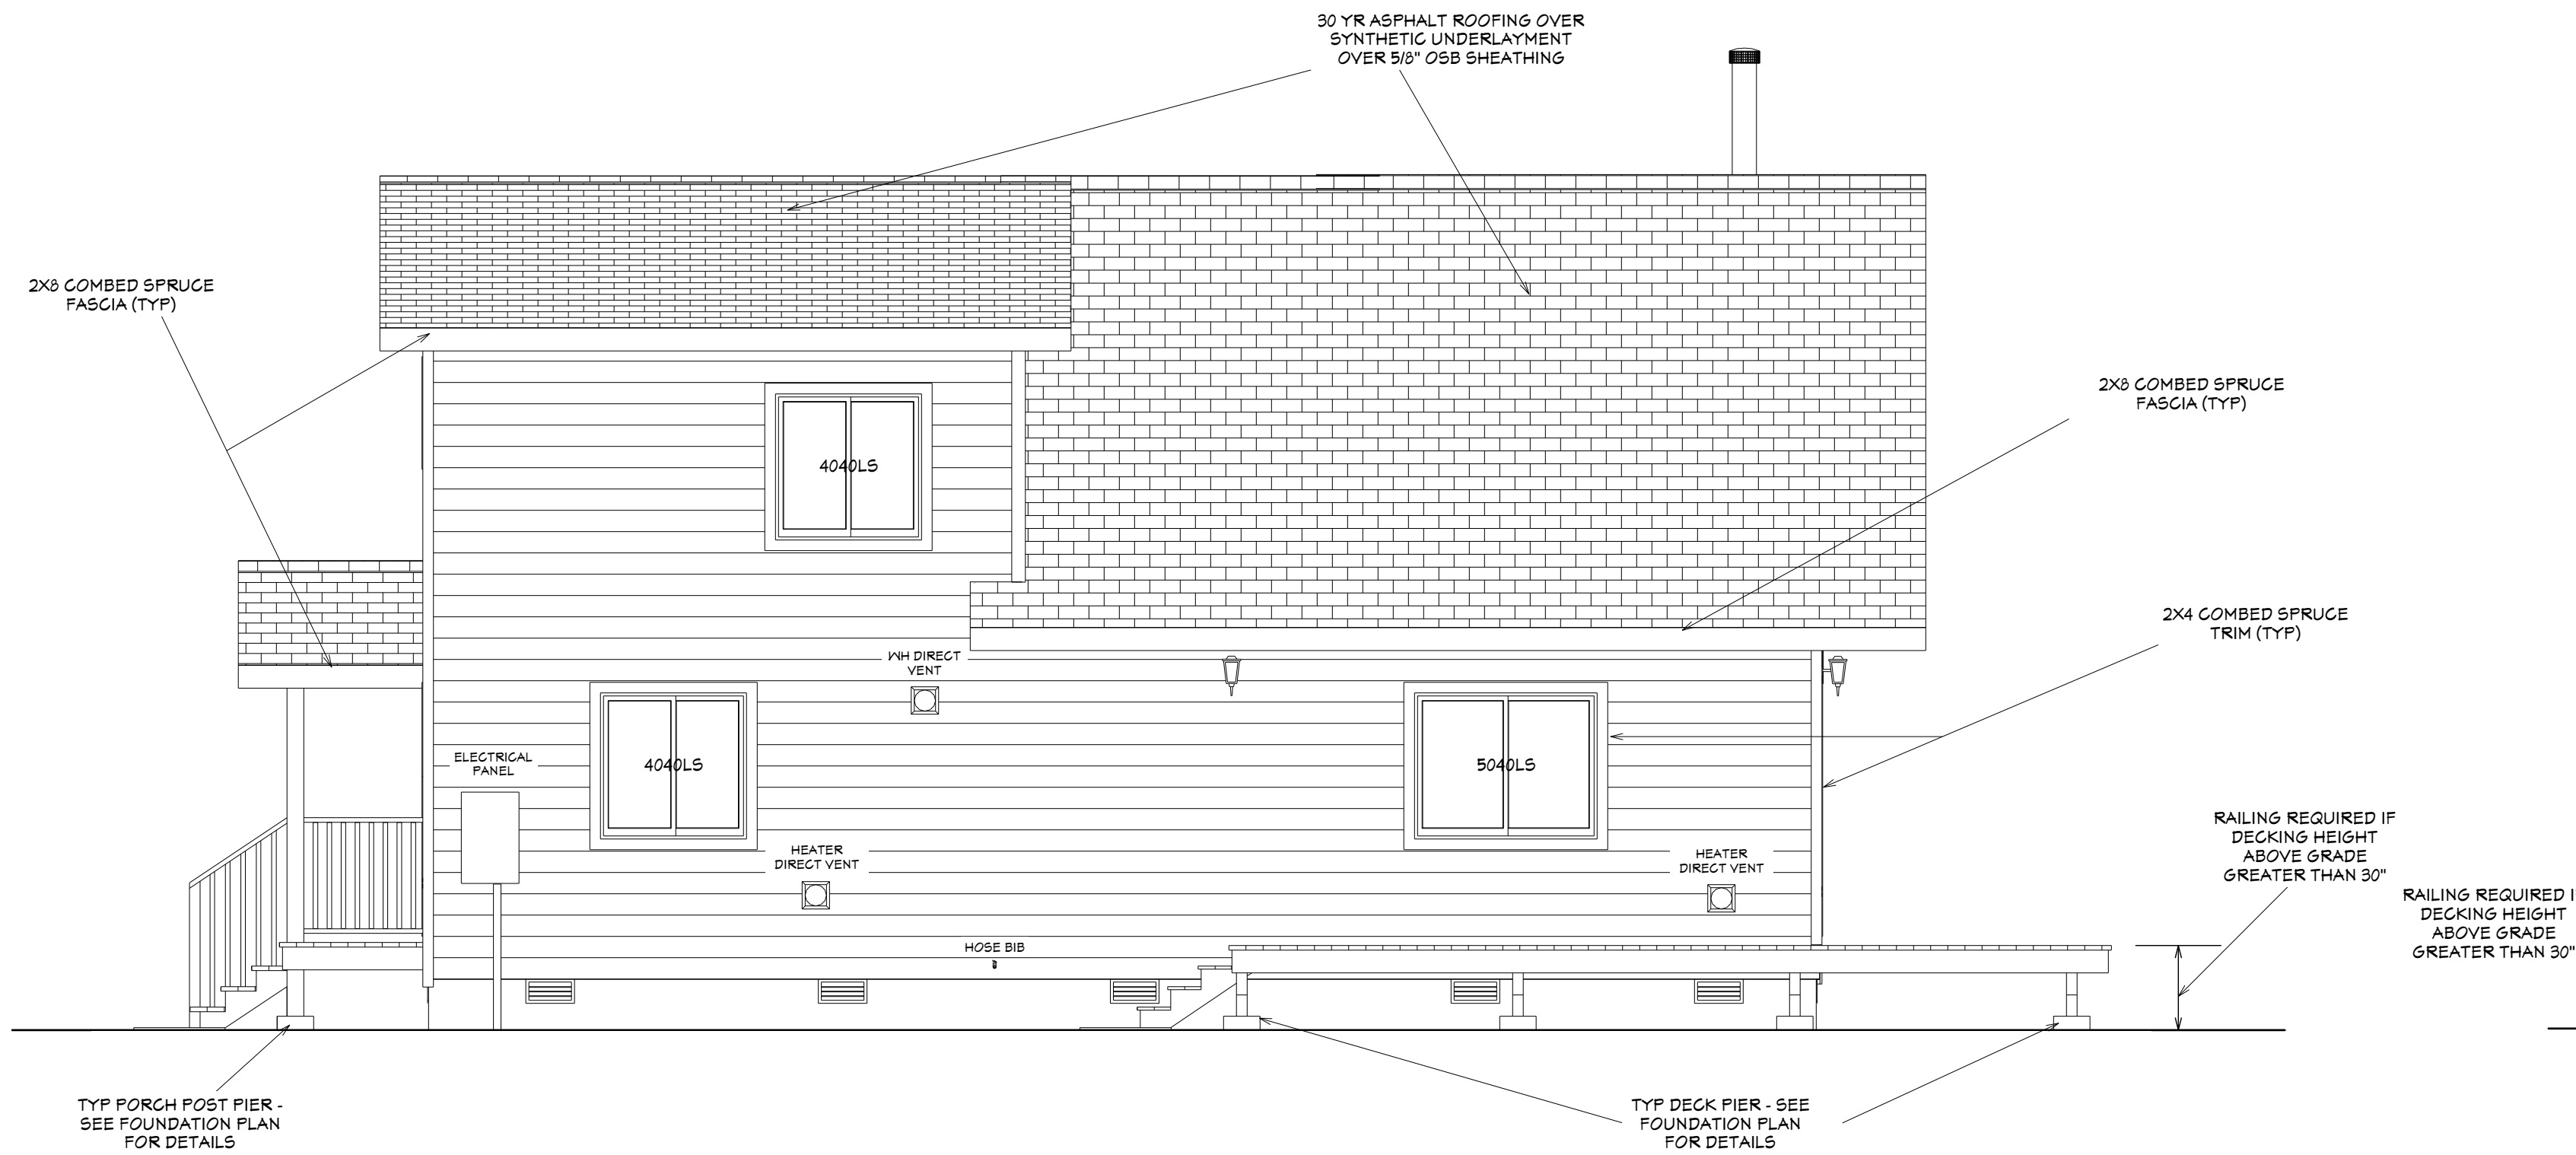 30 YR ASPHALT ROOFING OVER
SYNTHETIC UNDERLAYMENT
OVER 5/8" OSB SHEATHING
2X8 COMBED SPRUCE
FASCIA (TYP)
2X8 COMBED SPRUCE
FASCIA (TYP)
4040LS
2X4 COMBED SPRUCE
TRIM (TYP)
WH DIRECT
VENT
ELECTRICAL
PANEL
4040LS
5040LS
HEATER
DIRECT VENT
HEATER
DIRECT VENT
RAILING REQUIRED IF
DECKING HEIGHT
ABOVE GRADE
GREATER THAN 30"
RAILING REQUIRED I
DECKING HEIGHT
ABOVE GRADE
GREATER THAN 30"
HOSE BIB
TYP PORCH POST PIER -
SEE FOUNDATION PLAN
FOR DETAILS
TYP DECK PIER - SEE
FOUNDATION PLAN
FOR DETAILS